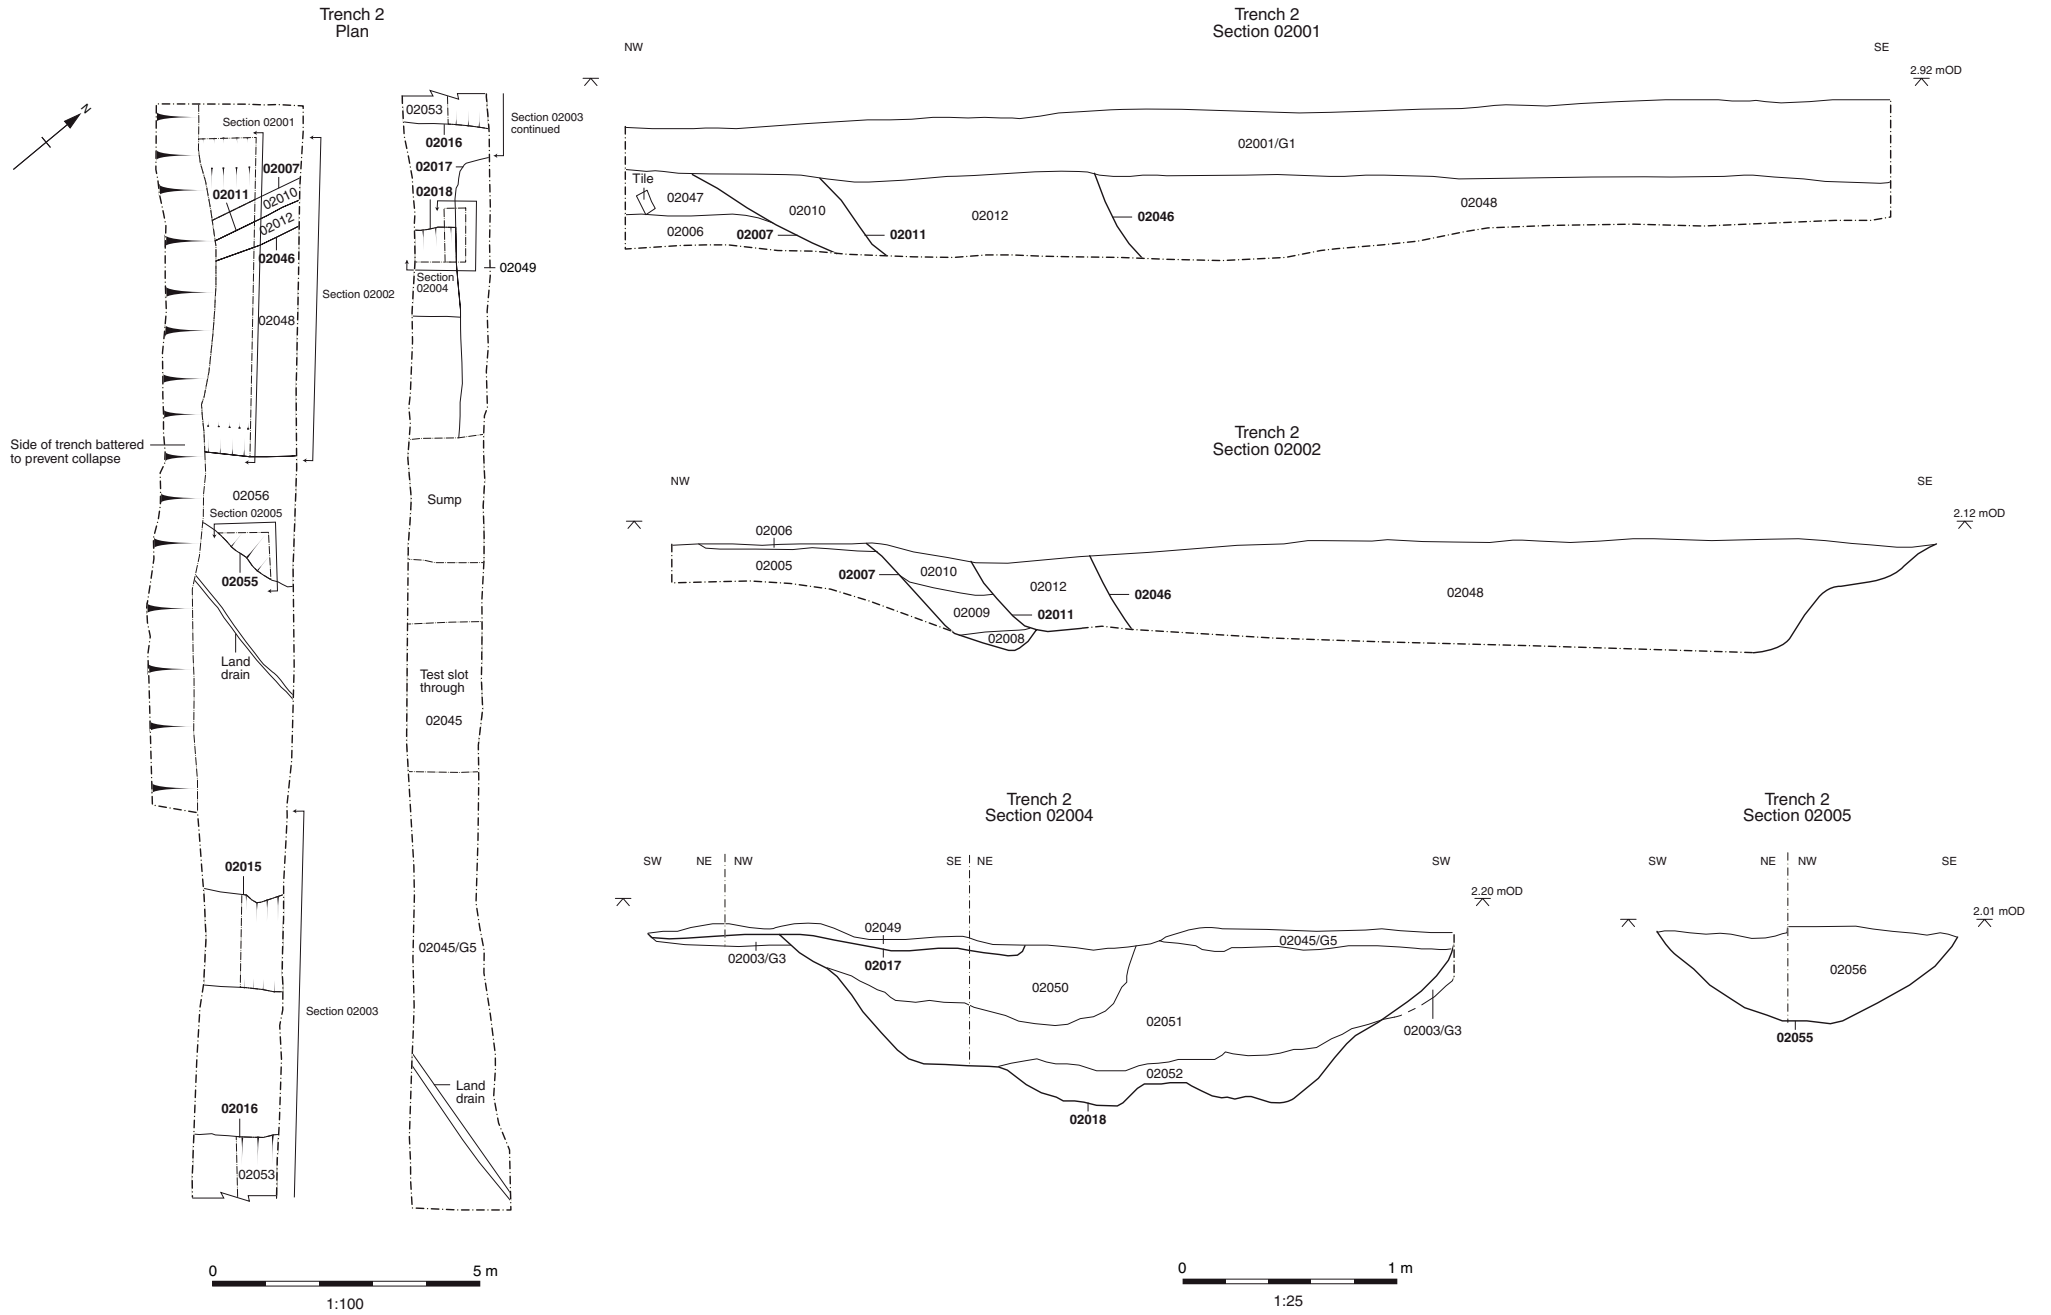 Trench 2
Plan
N
Section 02001
02007
02011
02010
02012
02046
Section 02002
02048
Side of trench battered
to prevent collapse
02056
Section 02005
02055
Land
drain
02015
Section 02003
02016
02053
02053
Section 02003
continued
02016
02017
02018
02049
Section
02004
Sump
Test slot
through
02045
02045/G5
Land
drain
0
5 m
1:100
Trench 2
Section 02001
NW
SE
2.92 mOD
02001/G1
Tile
02047
02010
02012
02046
02048
02006
02007
02011
Trench 2
Section 02002
NW
SE
2.12 mOD
02006
02005
02007
02010
02012
02046
02048
02009
02011
02008
Trench 2
Section 02004
SW
NE
NW
SE
NE
SW
2.20 mOD
02049
02045/G5
02003/G3
02017
02050
02051
02003/G3
02052
02018
Trench 2
Section 02005
SW
NE
NW
SE
2.01 mOD
02056
02055
0
1 m
1:25